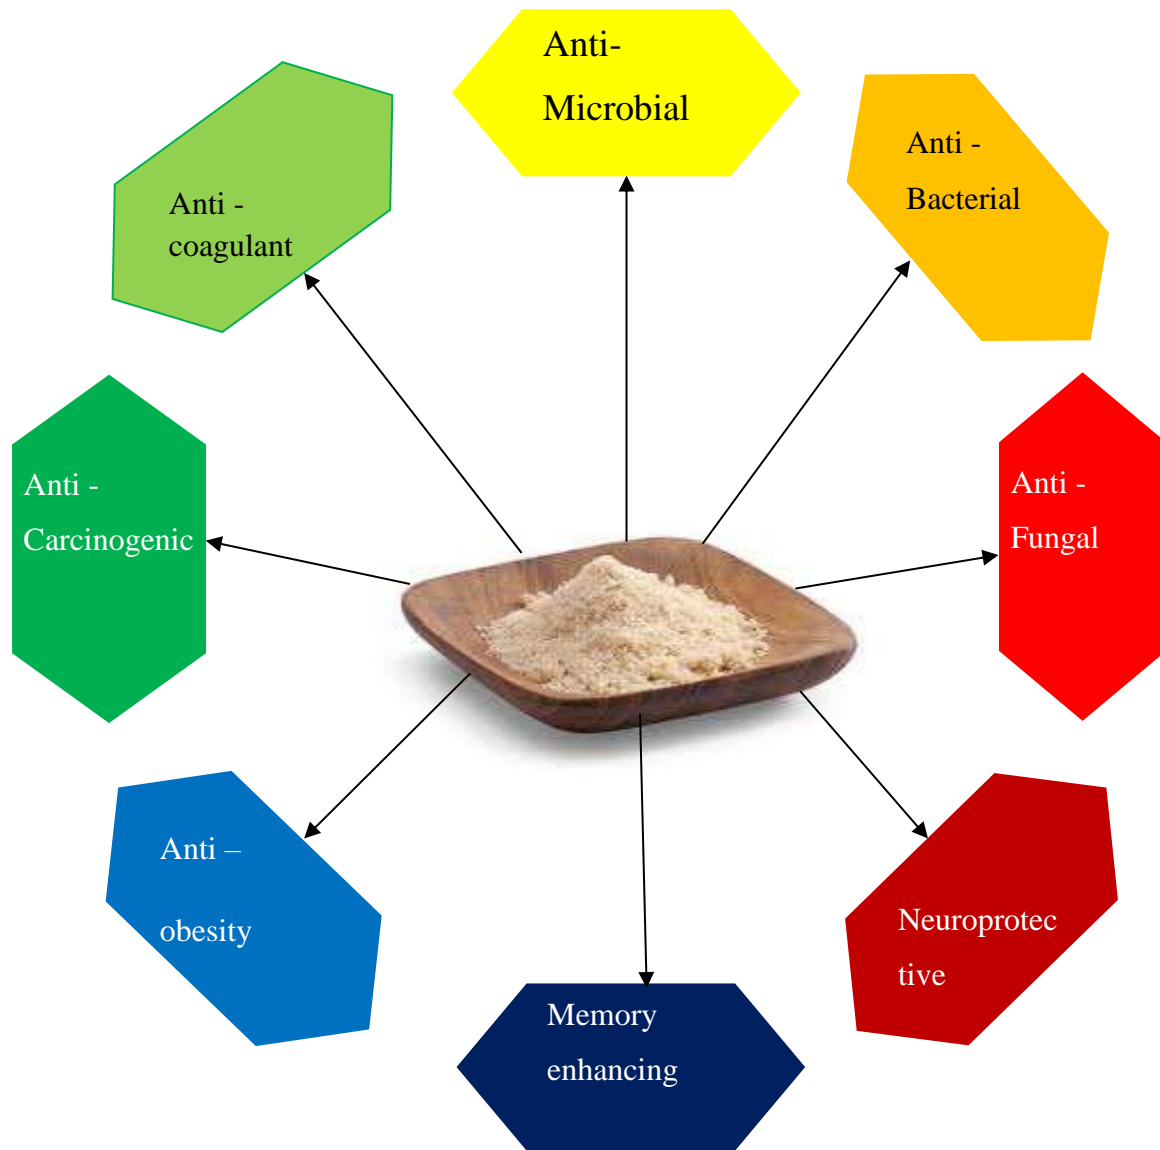 Anti-
Microbial
Anti -
Bacterial
Anti -
coagulant
Anti -
Carcinogenic
Anti -
Fungal
Anti –
obesity
Neuroprotec
tive
Memory
enhancing